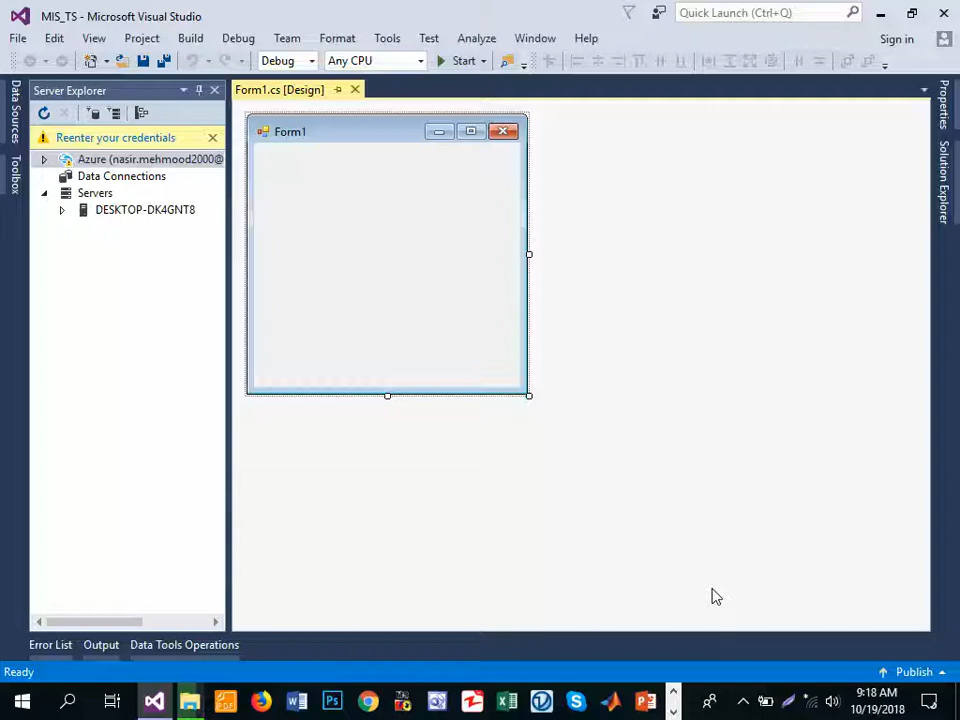 MIS_TS - Microsoft Visual Studio
Quick Launch (Ctrl+Q)
File Edit View Project Build Debug Team Format Tools Test Analyze Window Help
Sign in
Debug Any CPU Start
Data Sources
Toolbox
Server Explorer
Reenter your credentials
Azure (nasir.mehmood2000@
Data Connections
Servers
DESKTOP-DK4GNT8
Form1.cs [Design]
Form1
Properties
Solution Explorer
Error List Output Data Tools Operations
Ready
Publish
9:18 AM
10/19/2018